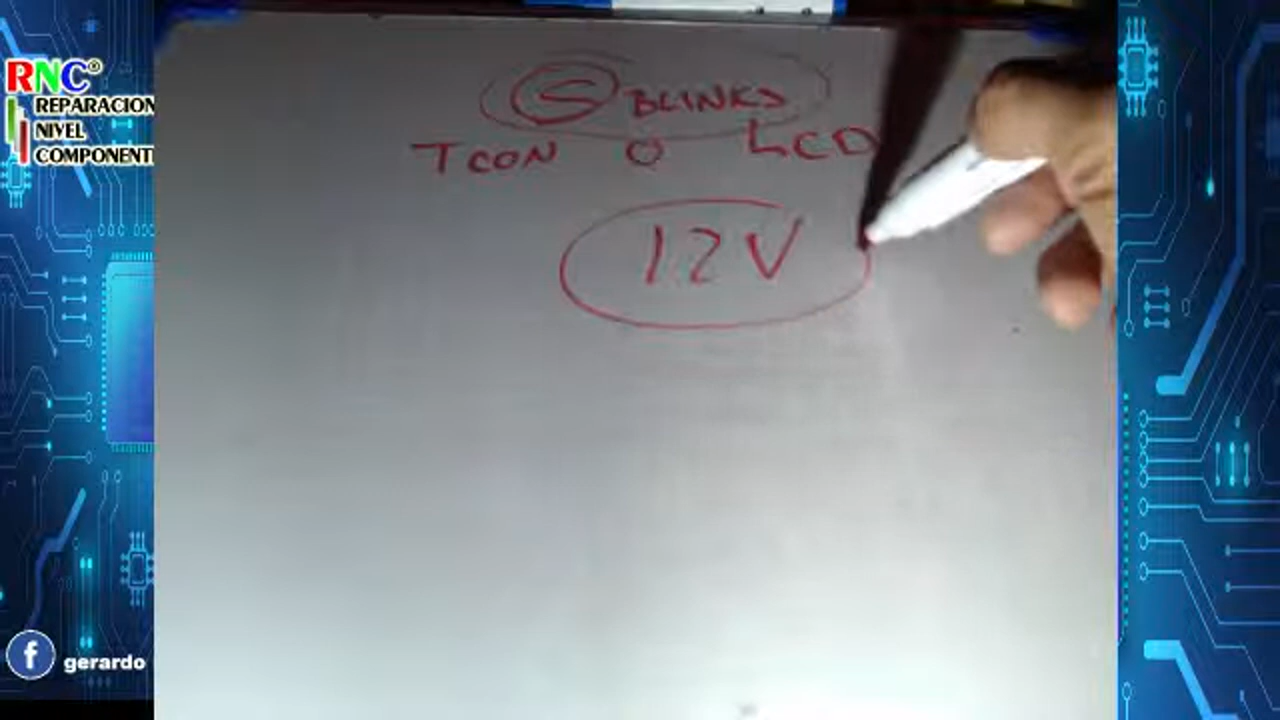 RNC®
REPARACION
NIVEL
COMPONENT
5 BLINKS
TCON O LCD
12V
gerardo